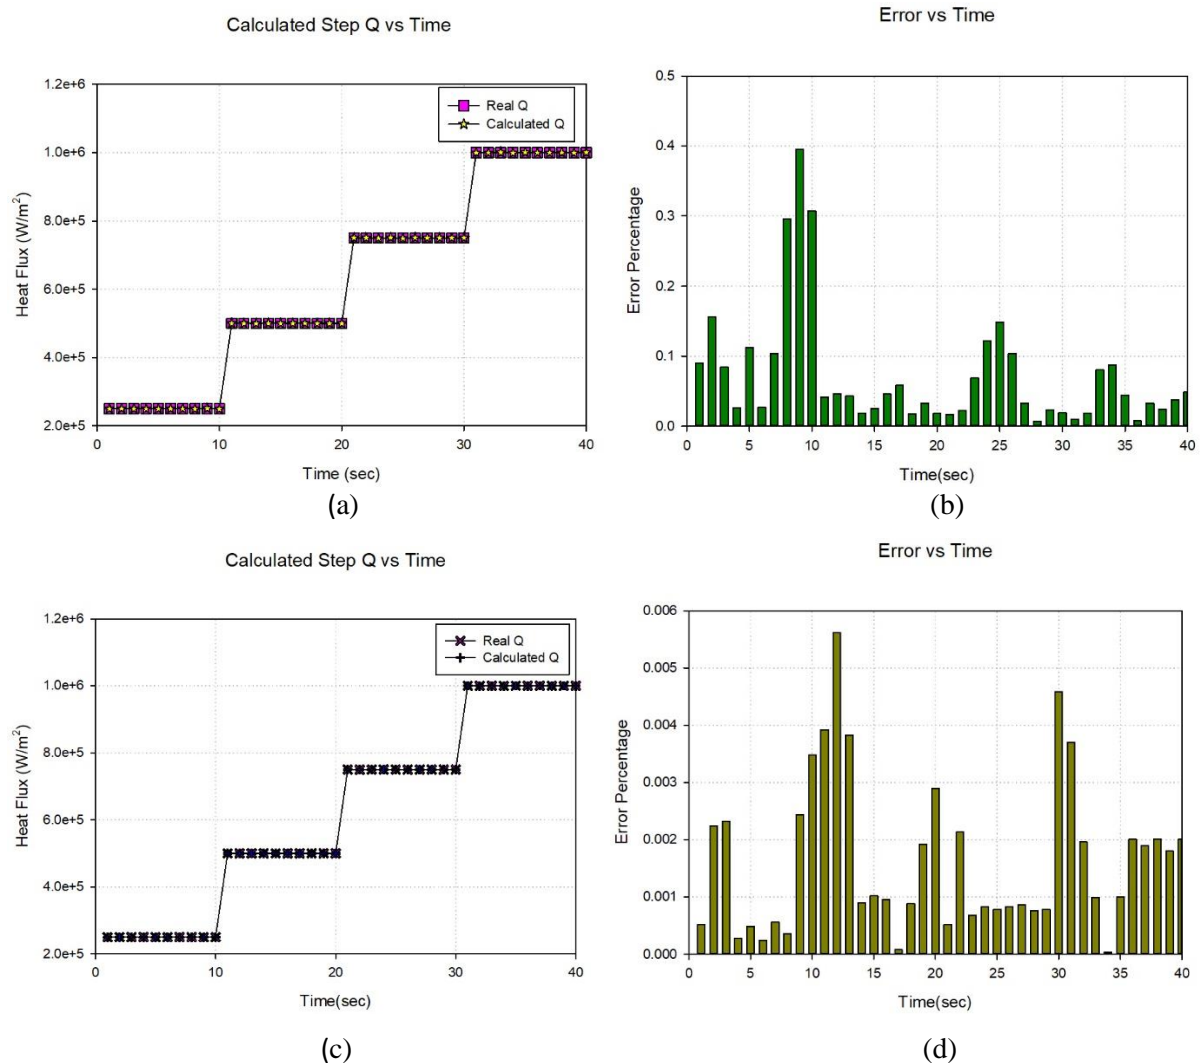 Calculated Step Q vs Time
1.2e+6
1.0e+6
8.0e+5
6.0e+5
4.0e+5
2.0e+5
Heat Flux (W/m²)
Real Q
Calculated Q
0 10 20 30 40
Time (sec)
(a)
Error vs Time
0.5
0.4
0.3
0.2
0.1
0.0
Error Percentage
0 5 10 15 20 25 30 35 40
Time(sec)
(b)
Calculated Step Q vs Time
1.2e+6
1.0e+6
8.0e+5
6.0e+5
4.0e+5
2.0e+5
Heat Flux (W/m²)
Real Q
Calculated Q
0 10 20 30 40
Time(sec)
(c)
Error vs Time
0.006
0.005
0.004
0.003
0.002
0.001
0.000
Error Percentage
0 5 10 15 20 25 30 35 40
Time(sec)
(d)